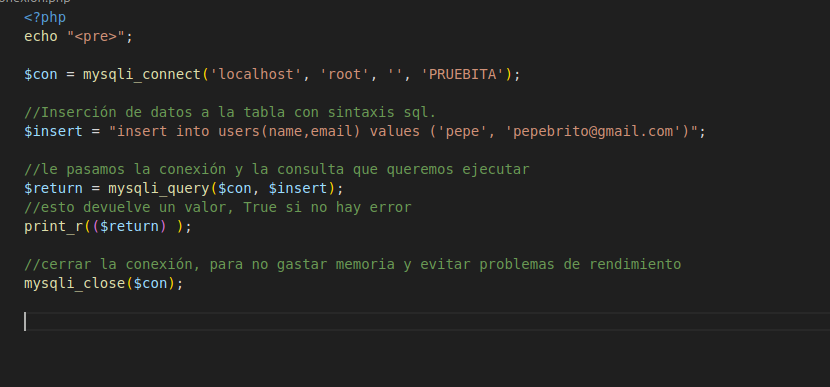 <?php
echo "<pre>";
$con = mysqli_connect('localhost', 'root', '', 'PRUEBITA');
//Inserción de datos a la tabla con sintaxis sql.
$insert = "insert into users(name,email) values ('pepe', 'pepebrito@gmail.com')";
//le pasamos la conexión y la consulta que queremos ejecutar
$return = mysqli_query($con, $insert);
//esto devuelve un valor, True si no hay error
print_r(($return) );
//cerrar la conexión, para no gastar memoria y evitar problemas de rendimiento
mysqli_close($con);